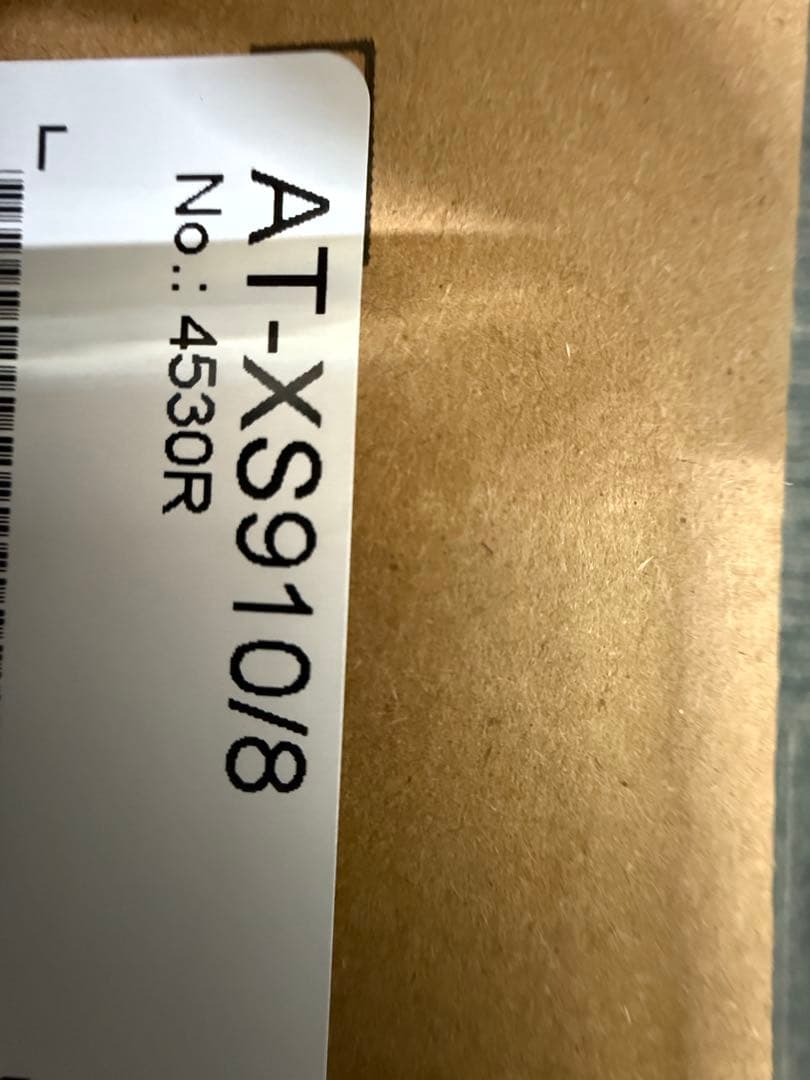 AT-XS910/8
No.: 4530R
L